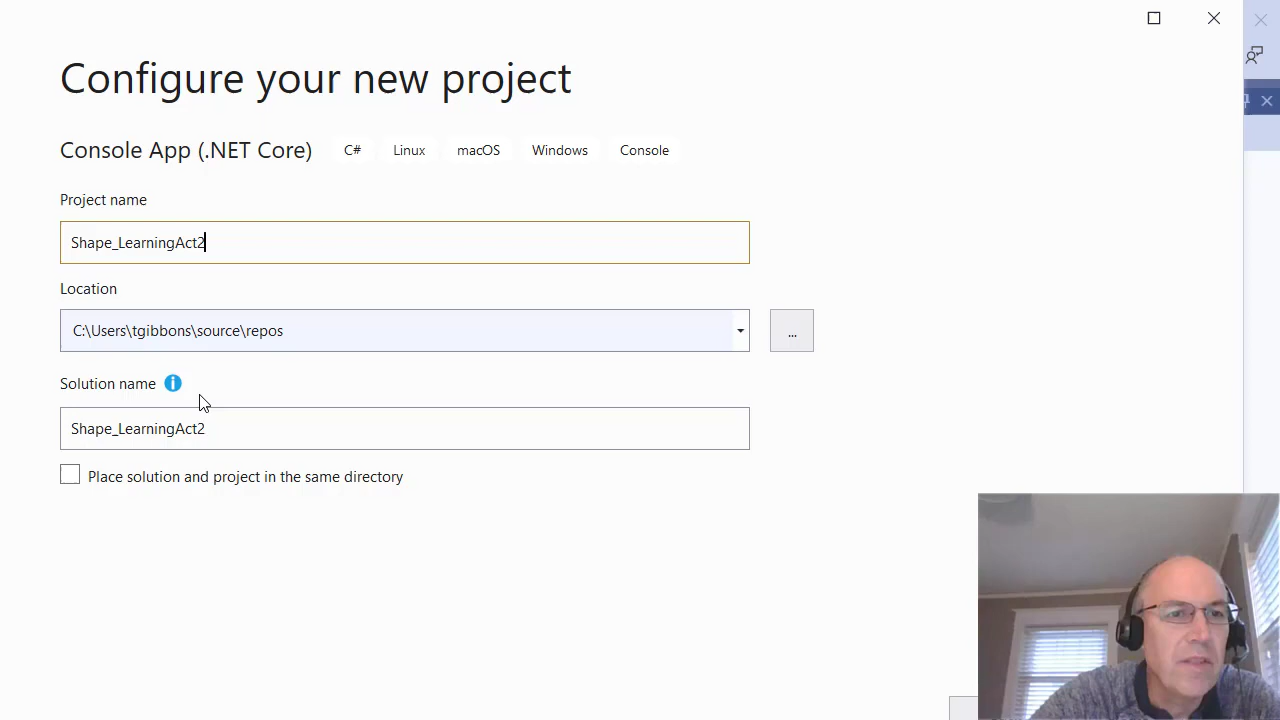 Configure your new project
Console App (.NET Core) C# Linux macOS Windows Console
Project name
Shape_LearningAct2
Location
C:\Users\tgibbons\source\repos
...
Solution name
Shape_LearningAct2
Place solution and project in the same directory